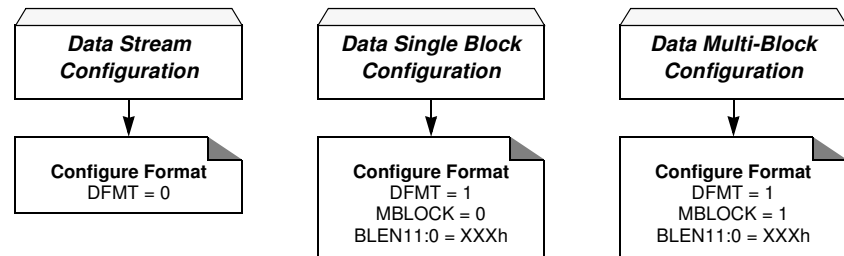 Data Stream
Configuration
Configure Format
DFMT = 0
Data Single Block
Configuration
Configure Format
DFMT = 1
MBLOCK = 0
BLEN11:0 = XXXh
Data Multi-Block
Configuration
Configure Format
DFMT = 1
MBLOCK = 1
BLEN11:0 = XXXh